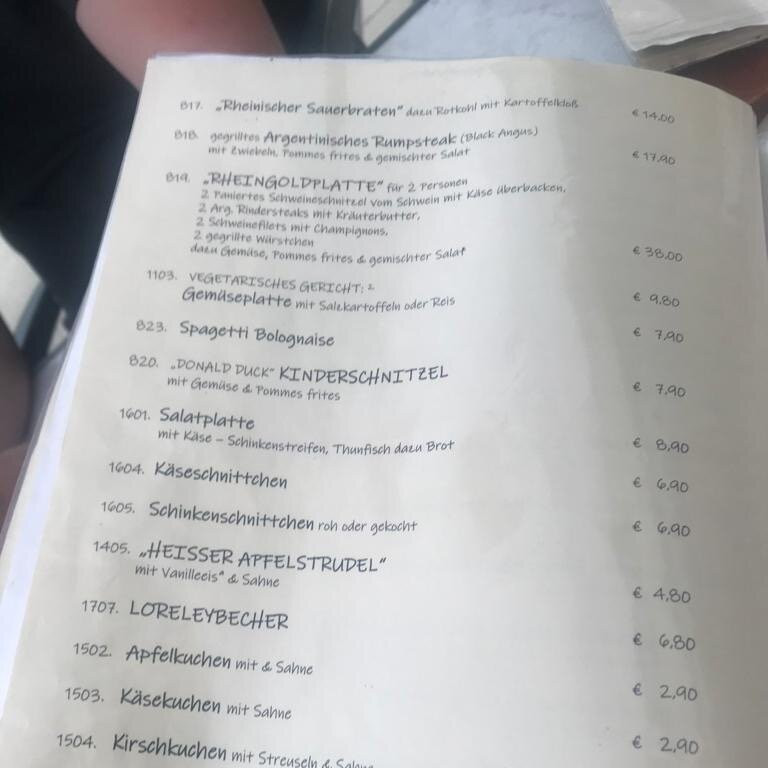 817. „Rheinischer Sauerbraten" dazu Rotkohl mit Kartoffelkloß € 14.00
818. gegrilltes Argentinisches Rumpsteak (Black Angus)
mit Zwiebeln, Pommes frites & gemischter Salat € 17,90
819. „RHEINGOLDPLATTE" für 2 Personen
2 Paniertes Schweineschnitzel vom Schwein mit Käse überbacken,
2 Arg. Rindersteaks mit Kräuterbutter,
2 Schweinefilets mit Champignons,
2 gegrillte Würstchen
dazu Gemüse, Pommes frites & gemischter Salat € 38,00
1103. VEGETARISCHES GERICHT: 2
Gemüseplatte mit Salzkartoffeln oder Reis € 9,80
823. Spagetti Bolognaise € 7,90
820. „DONALD DUCK" KINDERSCHNITZEL
mit Gemüse & Pommes frites € 7,90
1601. Salatplatte
mit Käse – Schinkenstreifen, Thunfisch dazu Brot € 8,90
1604. Käseschnittchen € 6,90
1605. Schinkenschnittchen roh oder gekocht € 6,90
1405. „HEISSER APFELSTRUDEL"
mit Vanilleeis" & Sahne € 4,80
1707. LORELEYBECHER € 6,80
1502. Apfelkuchen mit & Sahne € 2,90
1503. Käsekuchen mit Sahne € 2,90
1504. Kirschkuchen mit Streuseln &